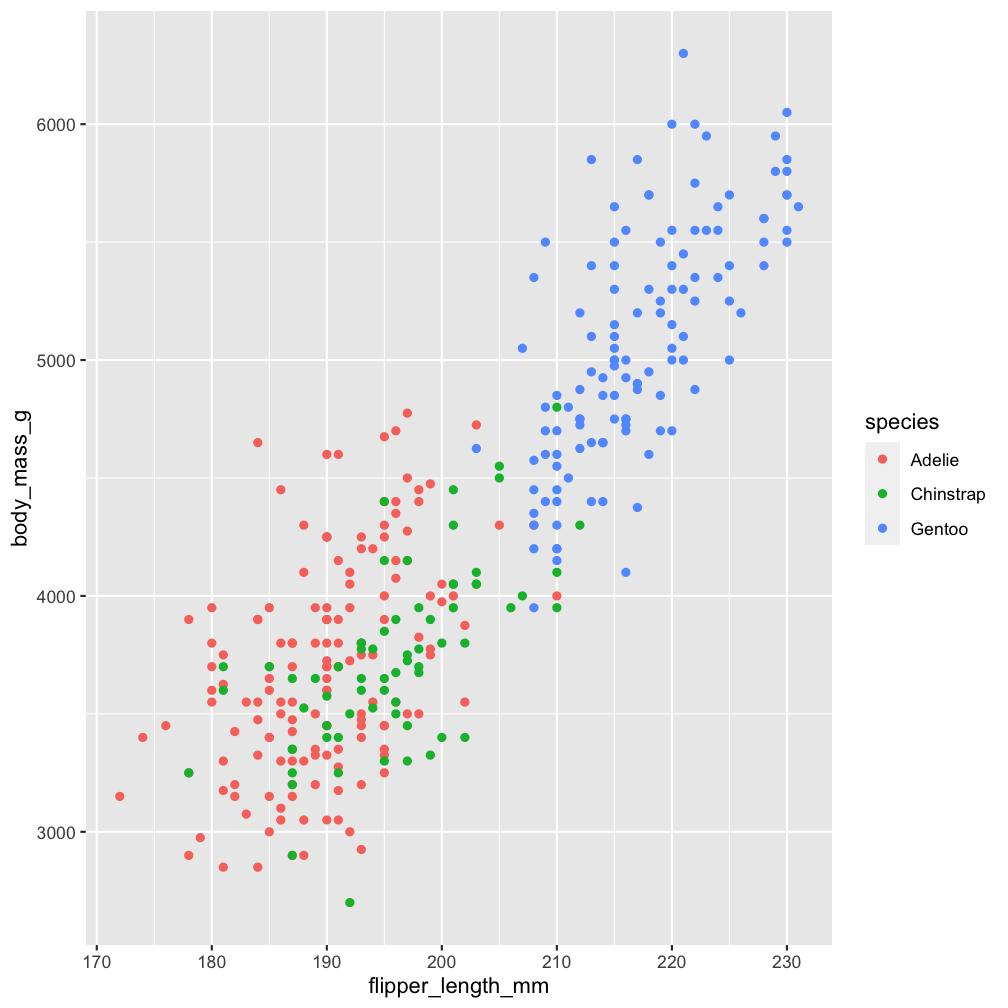 6000
5000
4000
3000
body_mass_g
170 180 190 200 210 220 230
flipper_length_mm
species
Adelie
Chinstrap
Gentoo